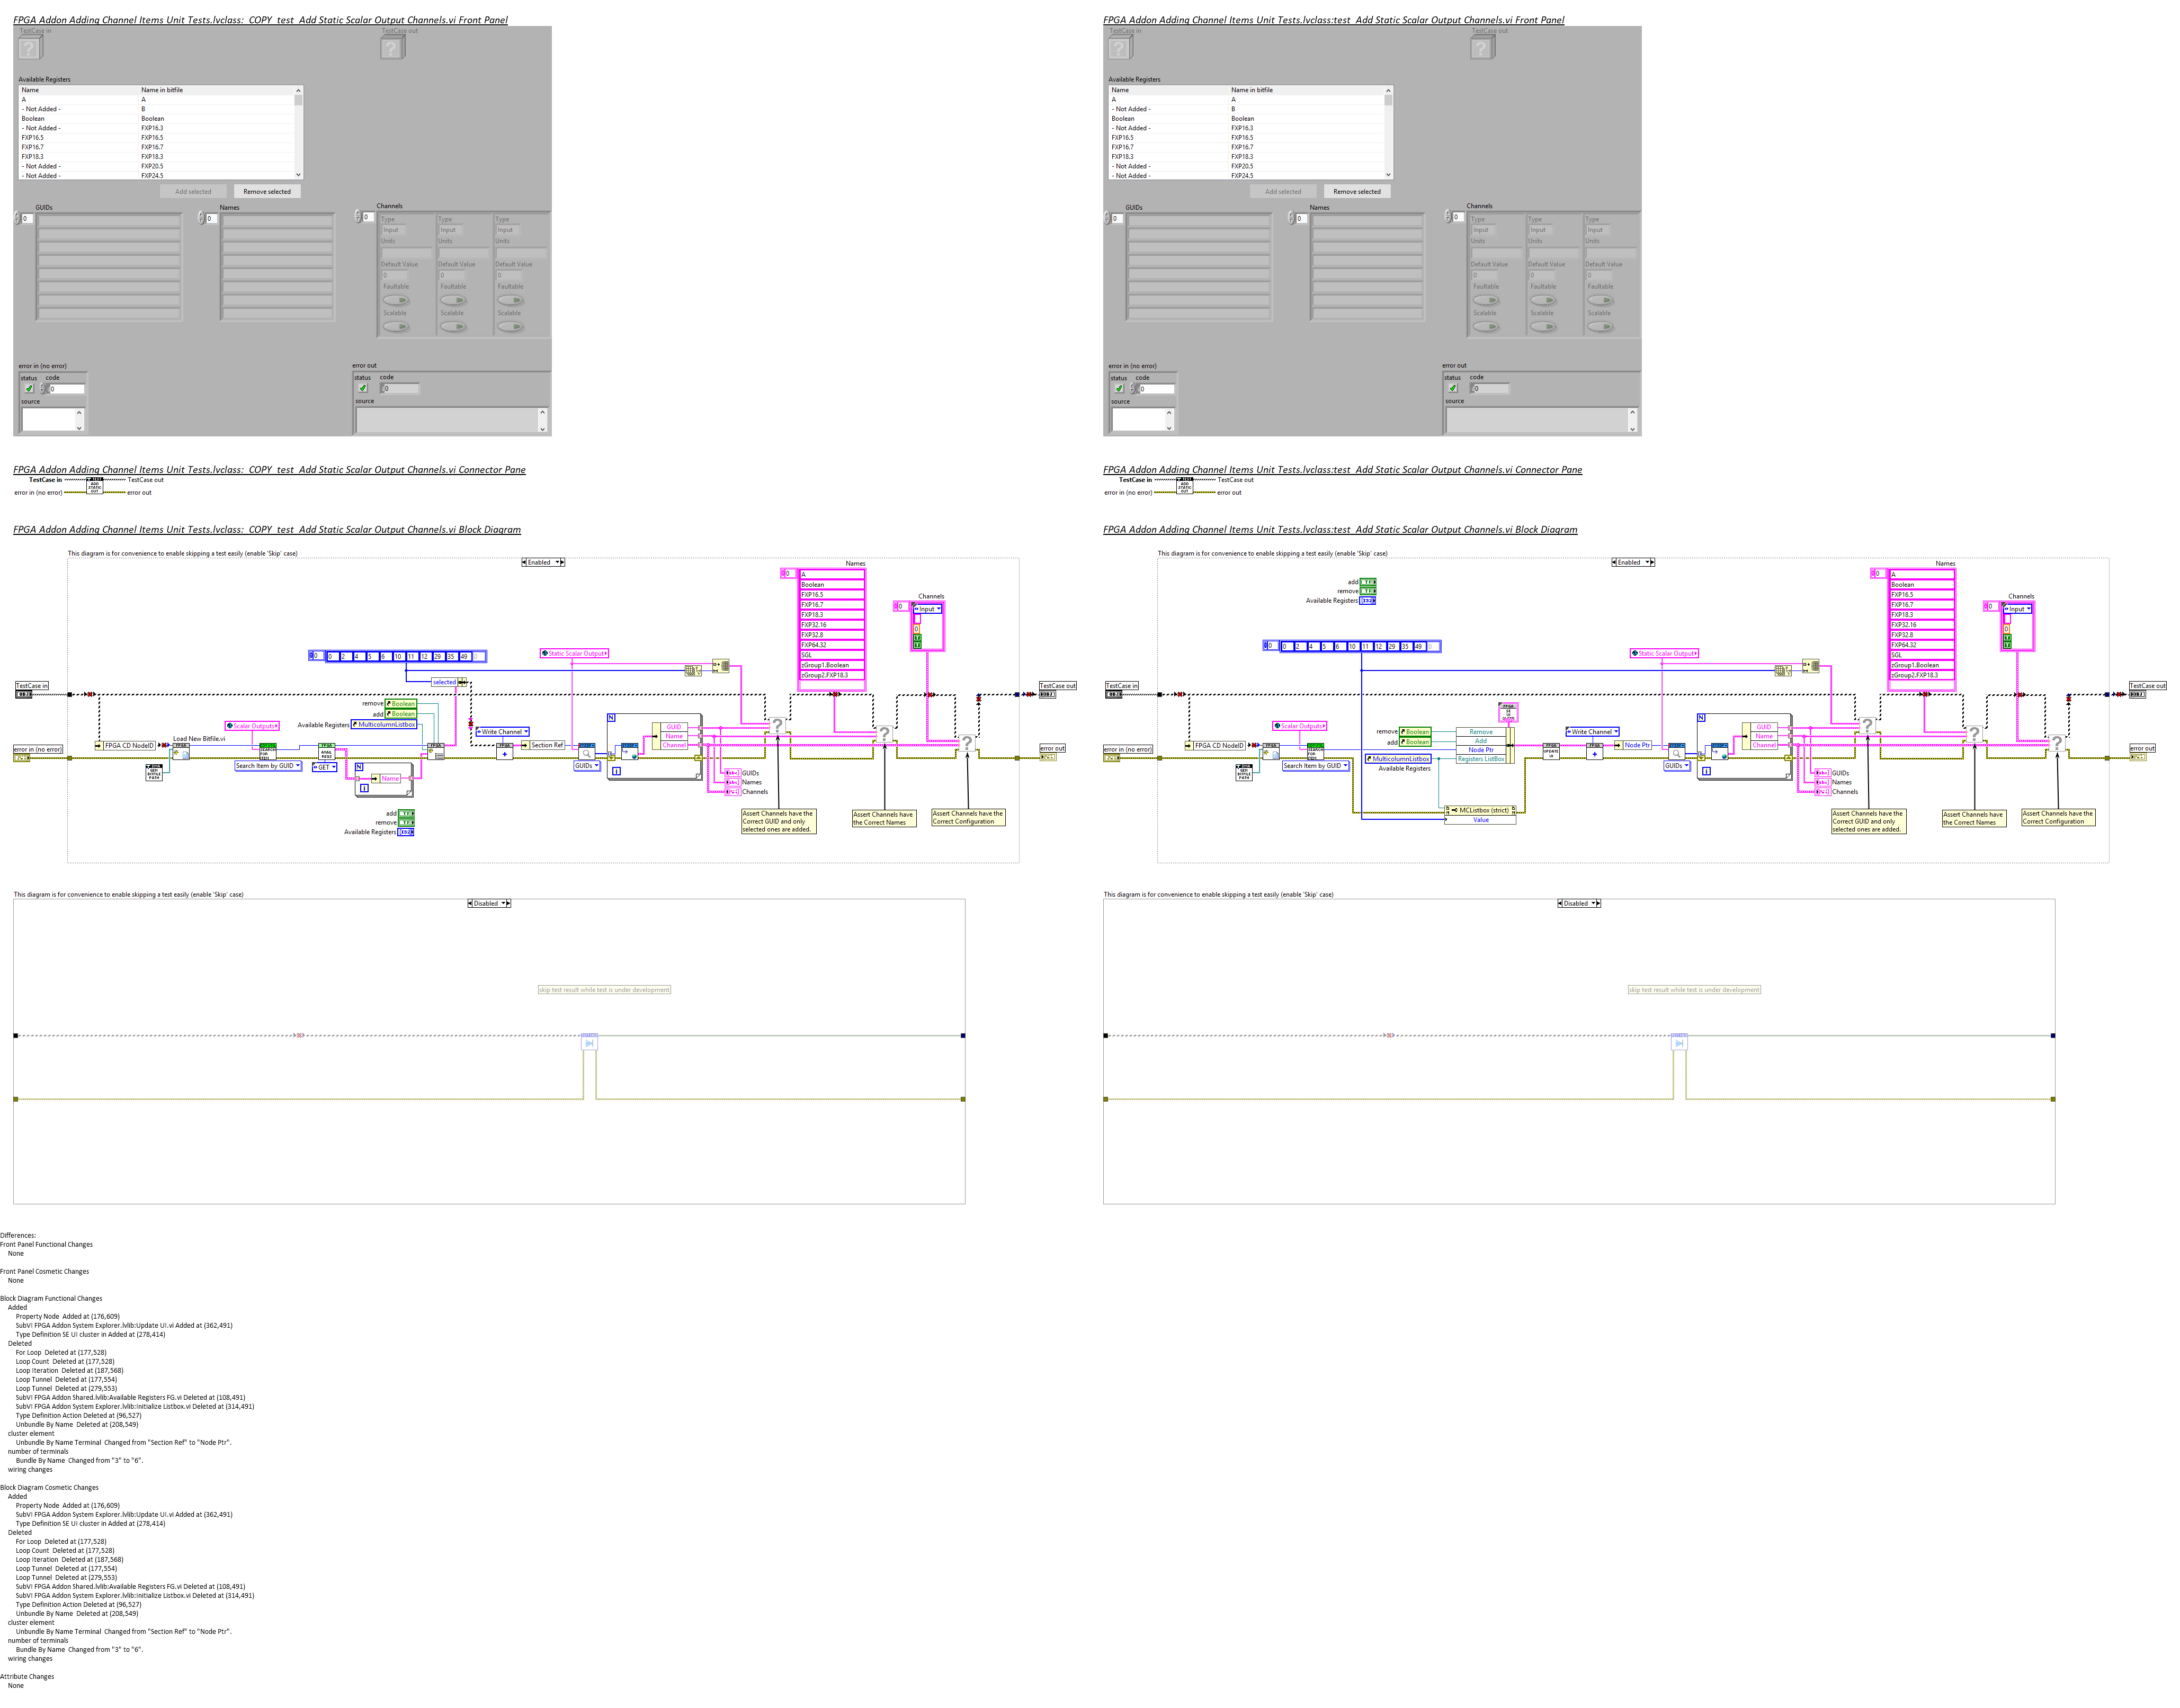 FPGA Addon Adding Channel Items Unit Tests.lvclass:_COPY_test_Add Static Scalar Output Channels.vi Front Panel
TestCase in
TestCase out
Available Registers
Name Name in bitfile
A A
- Not Added - B
Boolean Boolean
- Not Added - FXP16.3
FXP16.5 FXP16.5
FXP16.7 FXP16.7
FXP18.3 FXP18.3
- Not Added - FXP20.5
- Not Added - FXP24.5
Add selected Remove selected
GUIDs Names Channels
0 0 0
Type Type Type
Input Input Input
Units Units Units
Default Value Default Value Default Value
0 0 0
Faultable Faultable Faultable
Scalable Scalable Scalable
error in (no error) error out
status code status code
0 0
source source
FPGA Addon Adding Channel Items Unit Tests.lvclass:test_Add Static Scalar Output Channels.vi Front Panel
TestCase in
TestCase out
Available Registers
Name Name in bitfile
A A
- Not Added - B
Boolean Boolean
- Not Added - FXP16.3
FXP16.5 FXP16.5
FXP16.7 FXP16.7
FXP18.3 FXP18.3
- Not Added - FXP20.5
- Not Added - FXP24.5
Add selected Remove selected
GUIDs Names Channels
0 0 0
Type Type Type
Input Input Input
Units Units Units
Default Value Default Value Default Value
0 0 0
Faultable Faultable Faultable
Scalable Scalable Scalable
error in (no error) error out
status code status code
0 0
source source
FPGA Addon Adding Channel Items Unit Tests.lvclass:_COPY_test_Add Static Scalar Output Channels.vi Connector Pane
TestCase in TestCase out
TEST
ADD
STATIC
OUT
error in (no error) error out
FPGA Addon Adding Channel Items Unit Tests.lvclass:test_Add Static Scalar Output Channels.vi Connector Pane
TestCase in TestCase out
TEST
ADD
STATIC
OUT
error in (no error) error out
FPGA Addon Adding Channel Items Unit Tests.lvclass:_COPY_test_Add Static Scalar Output Channels.vi Block Diagram
This diagram is for convenience to enable skipping a test easily (enable 'Skip' case)
Enabled
Names
0
A
Boolean
FXP16.5
FXP16.7
FXP18.3
FXP32.16
FXP32.8
FXP64.32
SGL
zGroup1.Boolean
zGroup2.FXP18.3
Channels
0
Input
0
0 0 2 4 5 6 10 11 12 29 35 49 0
Static Scalar Output
selected
TestCase in
TestCase out
remove Boolean
add Boolean
Available Registers MulticolumnListbox
Scalar Outputs
Write Channel
Load New Bitfile.vi
FPGA CD NodeID
Section Ref
error in (no error)
error out
Search Item by GUID
GET
Name
GUIDs
GUID
Name
Channel
GUIDs
Names
Channels
add
remove
Available Registers
Assert Channels have the
Correct GUID and only
selected ones are added.
Assert Channels have
the Correct Names
Assert Channels have the
Correct Configuration
This diagram is for convenience to enable skipping a test easily (enable 'Skip' case)
Disabled
skip test result while test is under development
FPGA Addon Adding Channel Items Unit Tests.lvclass:test_Add Static Scalar Output Channels.vi Block Diagram
This diagram is for convenience to enable skipping a test easily (enable 'Skip' case)
Enabled
add
remove
Available Registers
Names
0
A
Boolean
FXP16.5
FXP16.7
FXP18.3
FXP32.16
FXP32.8
FXP64.32
SGL
zGroup1.Boolean
zGroup2.FXP18.3
Channels
0
Input
0
0 0 2 4 5 6 10 11 12 29 35 49 0
Static Scalar Output
TestCase in
TestCase out
Scalar Outputs
remove Boolean
add Boolean
MulticolumnListbox
Available Registers
Remove
Add
Node Ptr
Registers ListBox
Write Channel
UPDATE
UI
FPGA CD NodeID
Node Ptr
error in (no error)
error out
Search Item by GUID
GUIDs
GUID
Name
Channel
GUIDs
Names
Channels
MCListbox (strict)
Value
Assert Channels have the
Correct GUID and only
selected ones are added.
Assert Channels have
the Correct Names
Assert Channels have the
Correct Configuration
This diagram is for convenience to enable skipping a test easily (enable 'Skip' case)
Disabled
skip test result while test is under development
Differences:
Front Panel Functional Changes
None
Front Panel Cosmetic Changes
None
Block Diagram Functional Changes
Added
Property Node  Added at (176,609)
SubVI FPGA Addon System Explorer.lvlib:Update UI.vi Added at (362,491)
Type Definition SE UI cluster in Added at (278,414)
Deleted
For Loop  Deleted at (177,528)
Loop Count  Deleted at (177,528)
Loop Iteration  Deleted at (187,568)
Loop Tunnel  Deleted at (177,554)
Loop Tunnel  Deleted at (279,553)
SubVI FPGA Addon Shared.lvlib:Available Registers FG.vi Deleted at (108,491)
SubVI FPGA Addon System Explorer.lvlib:Initialize Listbox.vi Deleted at (314,491)
Type Definition Action Deleted at (96,527)
Unbundle By Name  Deleted at (208,549)
cluster element
Unbundle By Name Terminal  Changed from "Section Ref" to "Node Ptr".
number of terminals
Bundle By Name  Changed from "3" to "6".
wiring changes
Block Diagram Cosmetic Changes
Added
Property Node  Added at (176,609)
SubVI FPGA Addon System Explorer.lvlib:Update UI.vi Added at (362,491)
Type Definition SE UI cluster in Added at (278,414)
Deleted
For Loop  Deleted at (177,528)
Loop Count  Deleted at (177,528)
Loop Iteration  Deleted at (187,568)
Loop Tunnel  Deleted at (177,554)
Loop Tunnel  Deleted at (279,553)
SubVI FPGA Addon Shared.lvlib:Available Registers FG.vi Deleted at (108,491)
SubVI FPGA Addon System Explorer.lvlib:Initialize Listbox.vi Deleted at (314,491)
Type Definition Action Deleted at (96,527)
Unbundle By Name  Deleted at (208,549)
cluster element
Unbundle By Name Terminal  Changed from "Section Ref" to "Node Ptr".
number of terminals
Bundle By Name  Changed from "3" to "6".
wiring changes
Attribute Changes
None